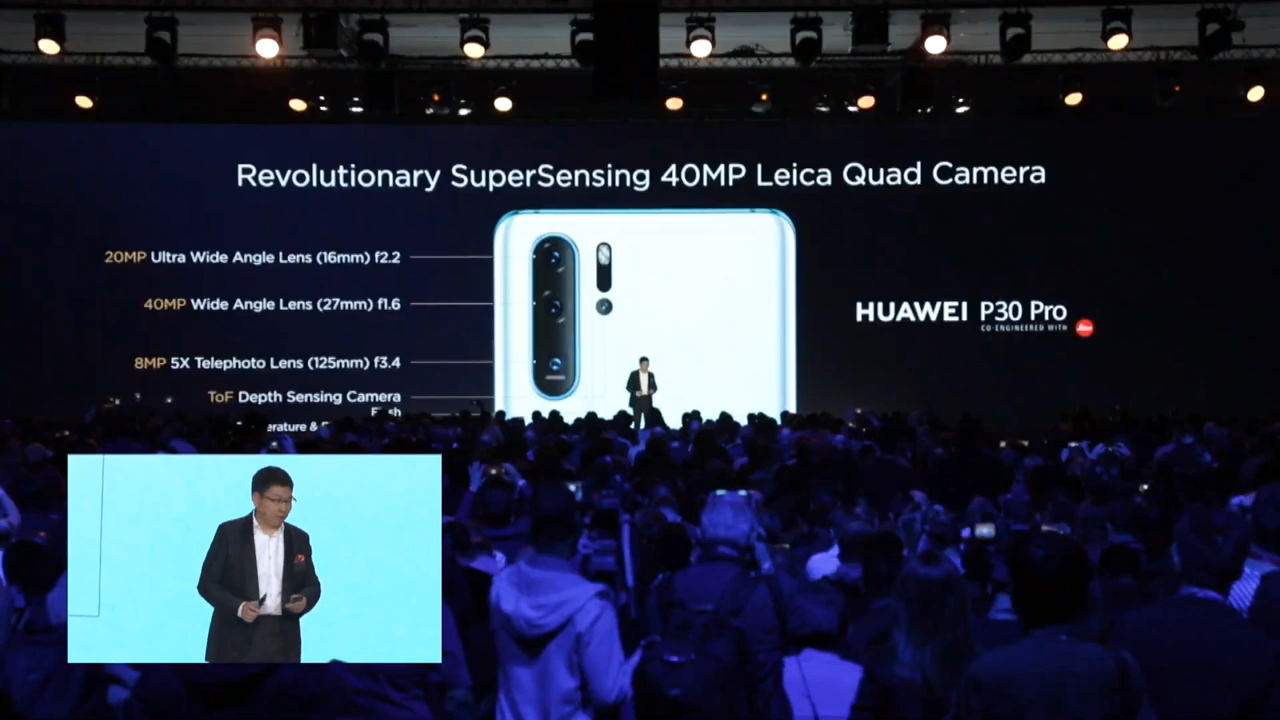 Revolutionary SuperSensing 40MP Leica Quad Camera
20MP Ultra Wide Angle Lens (16mm) f2.2
40MP Wide Angle Lens (27mm) f1.6
8MP 5X Telephoto Lens (125mm) f3.4
ToF Depth Sensing Camera
erature &
HUAWEI P30 Pro
CO-ENGINEERED WITH
Leica